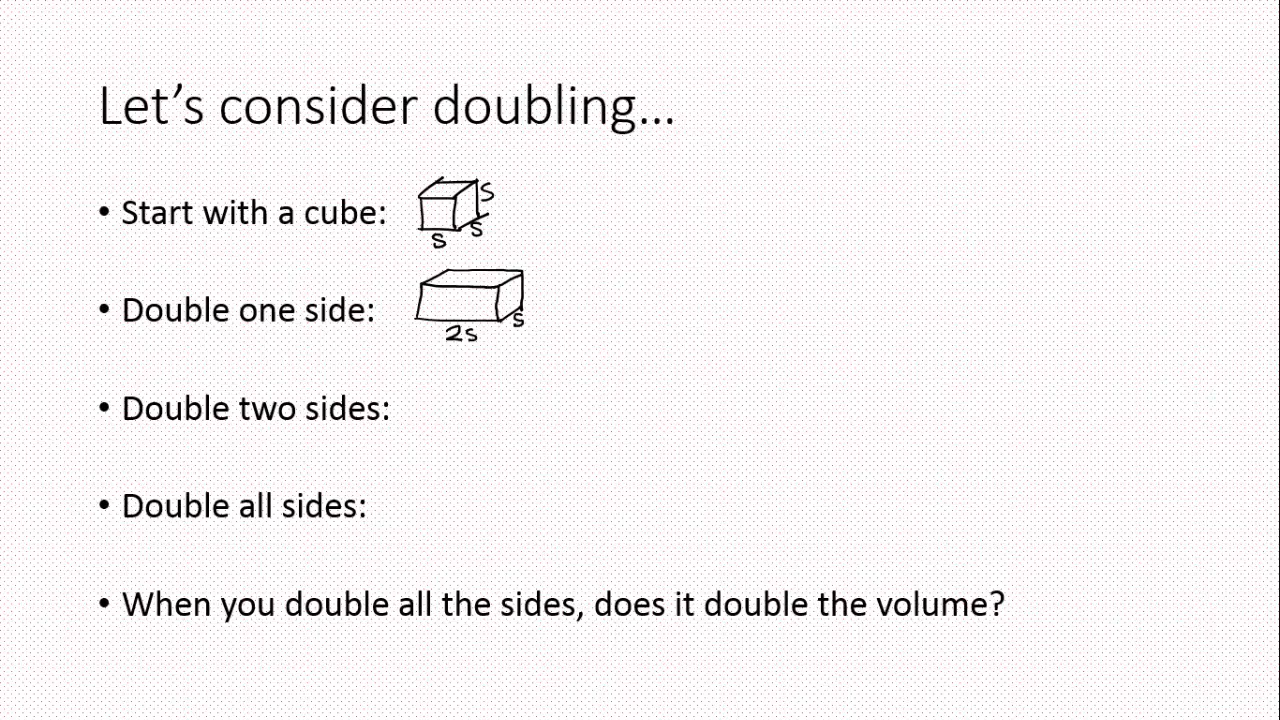 Let's consider doubling...
• Start with a cube:
s
s
s
• Double one side:
s
2s
• Double two sides:
• Double all sides:
• When you double all the sides, does it double the volume?